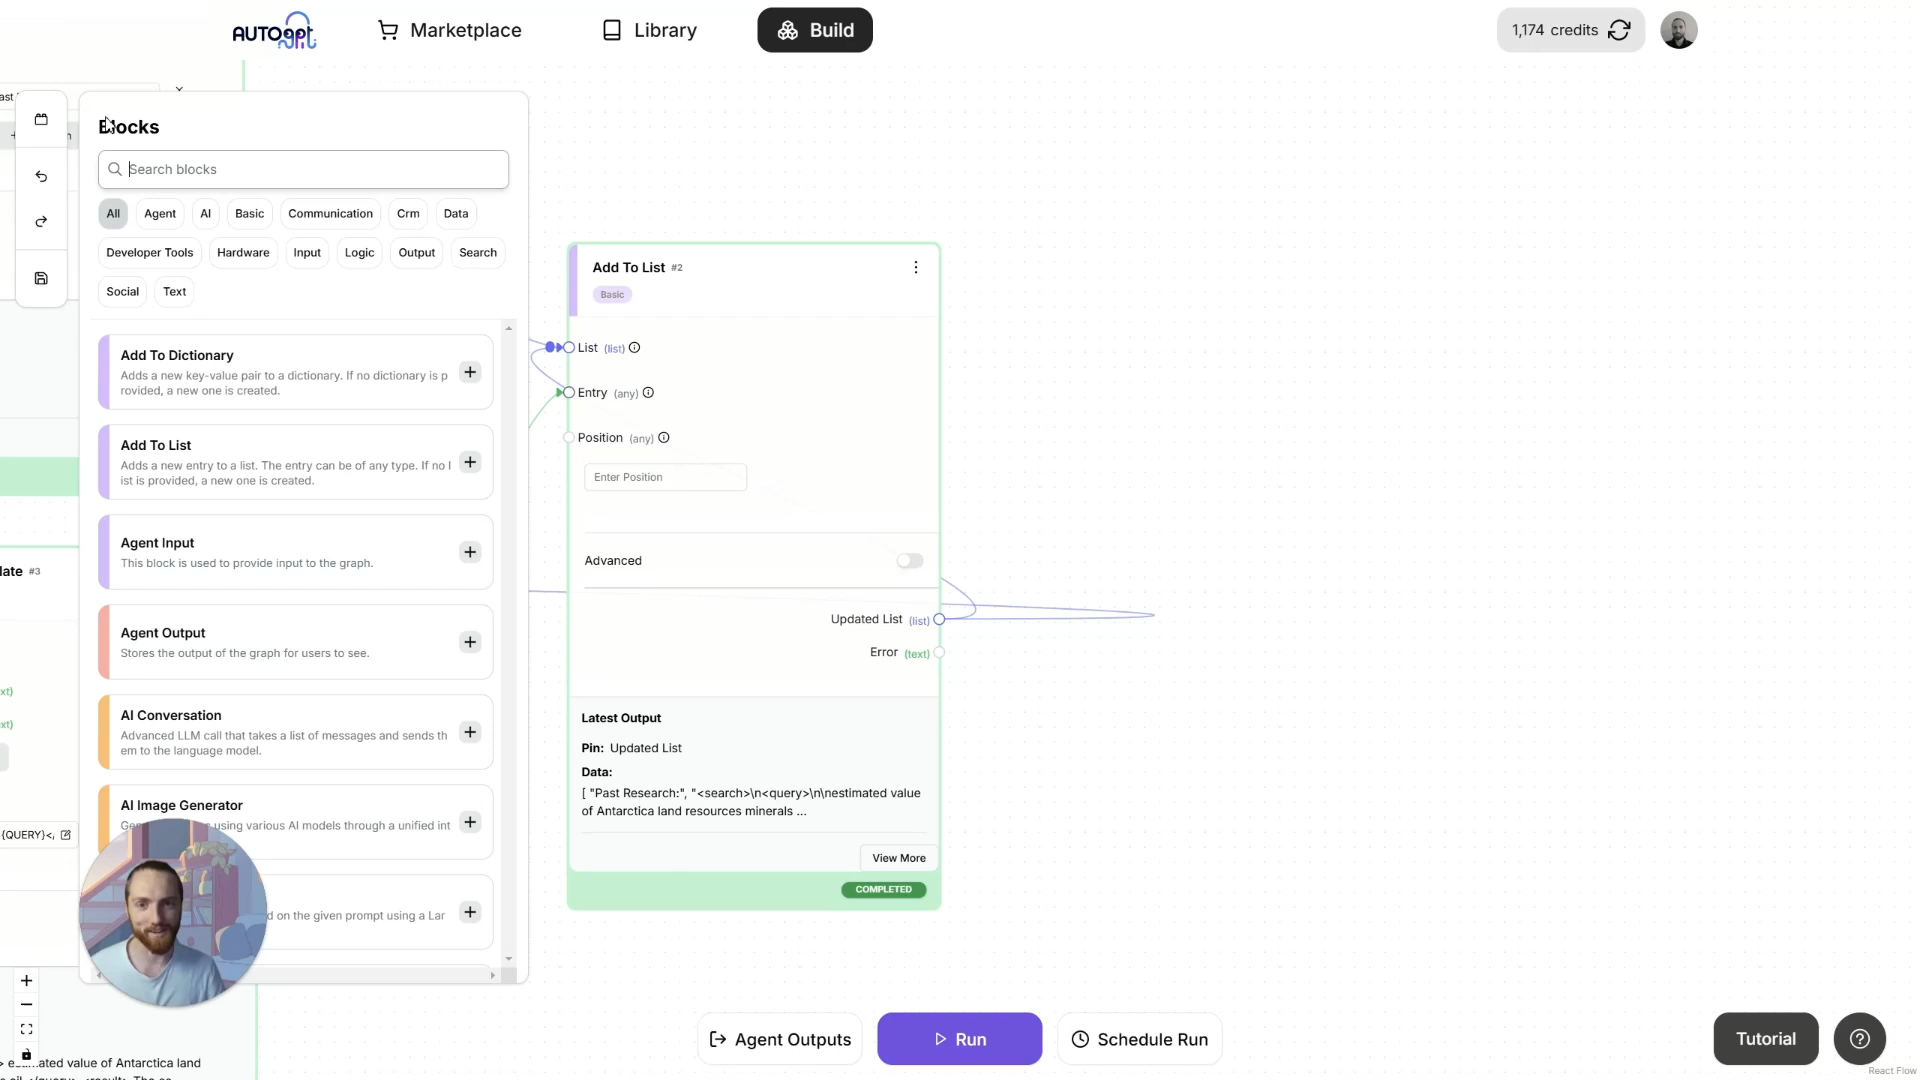 AUTOgpt
Marketplace
Library
Build
1,174 credits
ast
Blocks
Search blocks
All
Agent
AI
Basic
Communication
Crm
Data
Developer Tools
Hardware
Input
Logic
Output
Search
Social
Text
Add To Dictionary
Adds a new key-value pair to a dictionary. If no dictionary is p
rovided, a new one is created.
Add To List
Adds a new entry to a list. The entry can be of any type. If no l
ist is provided, a new one is created.
Agent Input
This block is used to provide input to the graph.
Agent Output
Stores the output of the graph for users to see.
AI Conversation
Advanced LLM call that takes a list of messages and sends th
em to the language model.
AI Image Generator
using various AI models through a unified int
d on the given prompt using a Lar
late #3
xt)
xt)
{QUERY}</
estimated value of Antarctica land
Add To List #2
Basic
List (list)
Entry (any)
Position (any)
Enter Position
Advanced
Updated List (list)
Error (text)
Latest Output
Pin: Updated List
Data:
[ "Past Research:", "<search>\n<query>\n\nestimated value
of Antarctica land resources minerals ...
View More
COMPLETED
Agent Outputs
Run
Schedule Run
Tutorial
React Flow